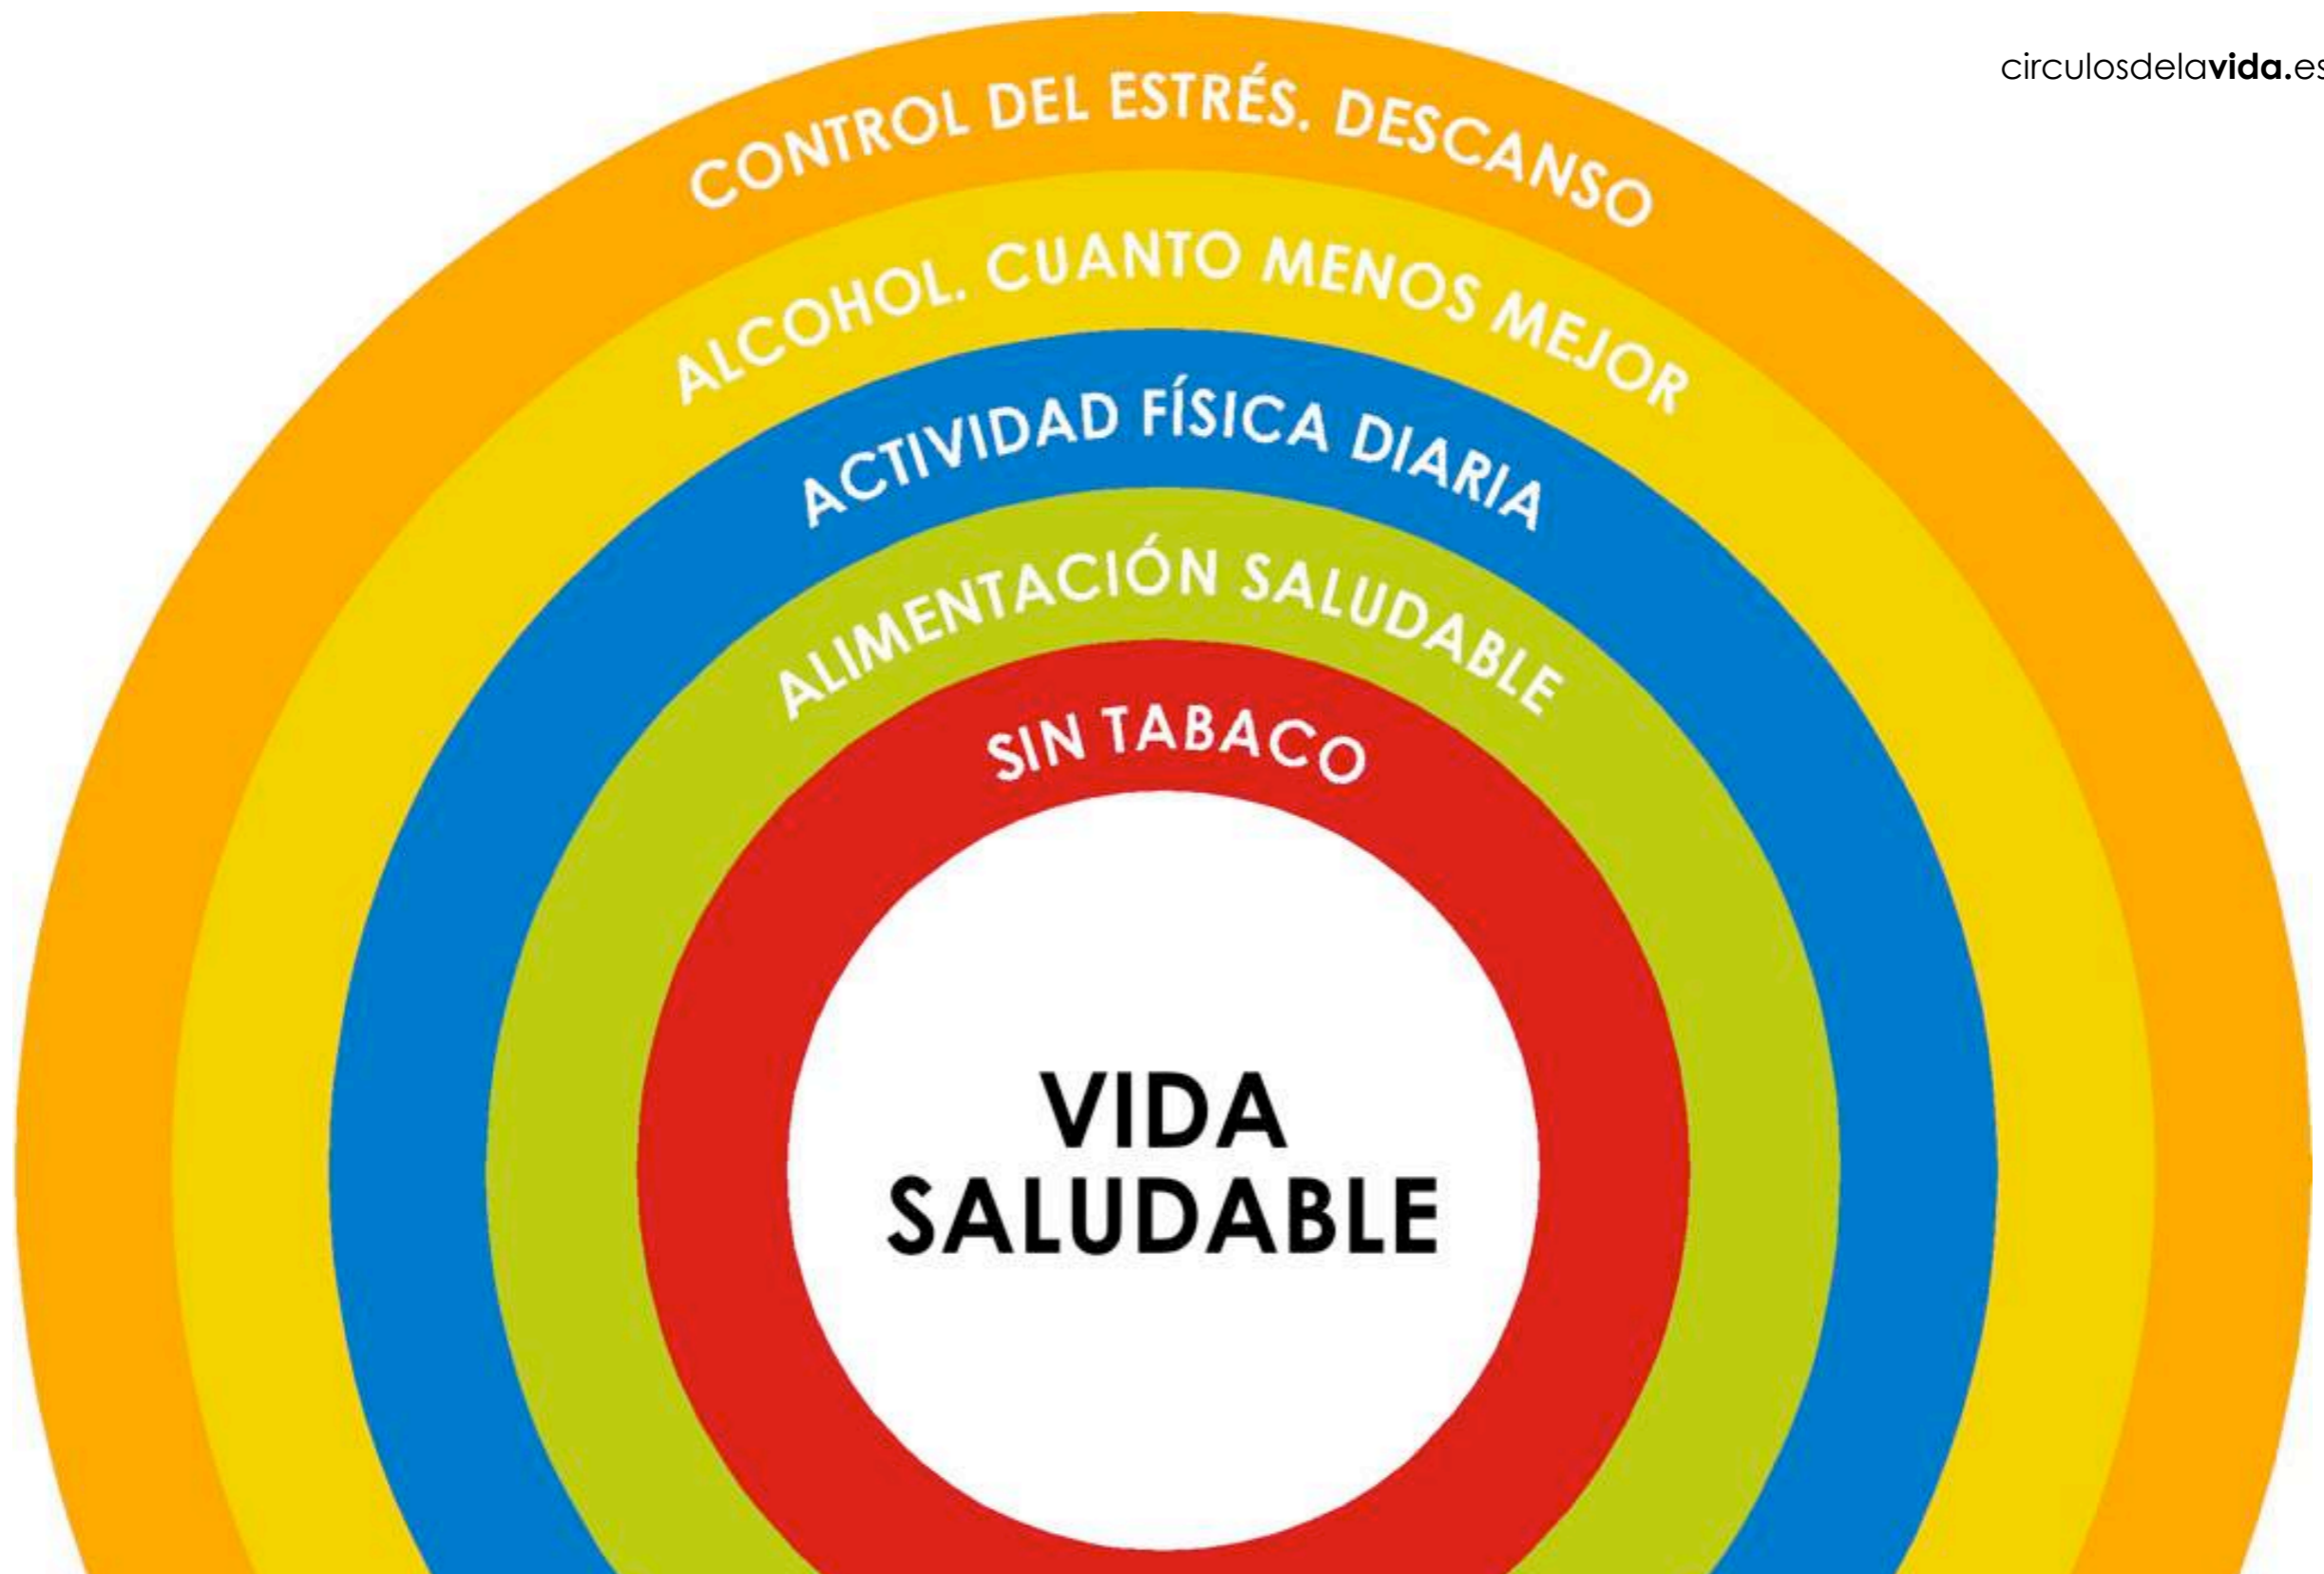 circulosdelavida.es
CONTROL DEL ESTRÉS. DESCANSO
ALCOHOL. CUANTO MENOS MEJOR
ACTIVIDAD FÍSICA DIARIA
ALIMENTACIÓN SALUDABLE
SIN TABACO
VIDA
SALUDABLE